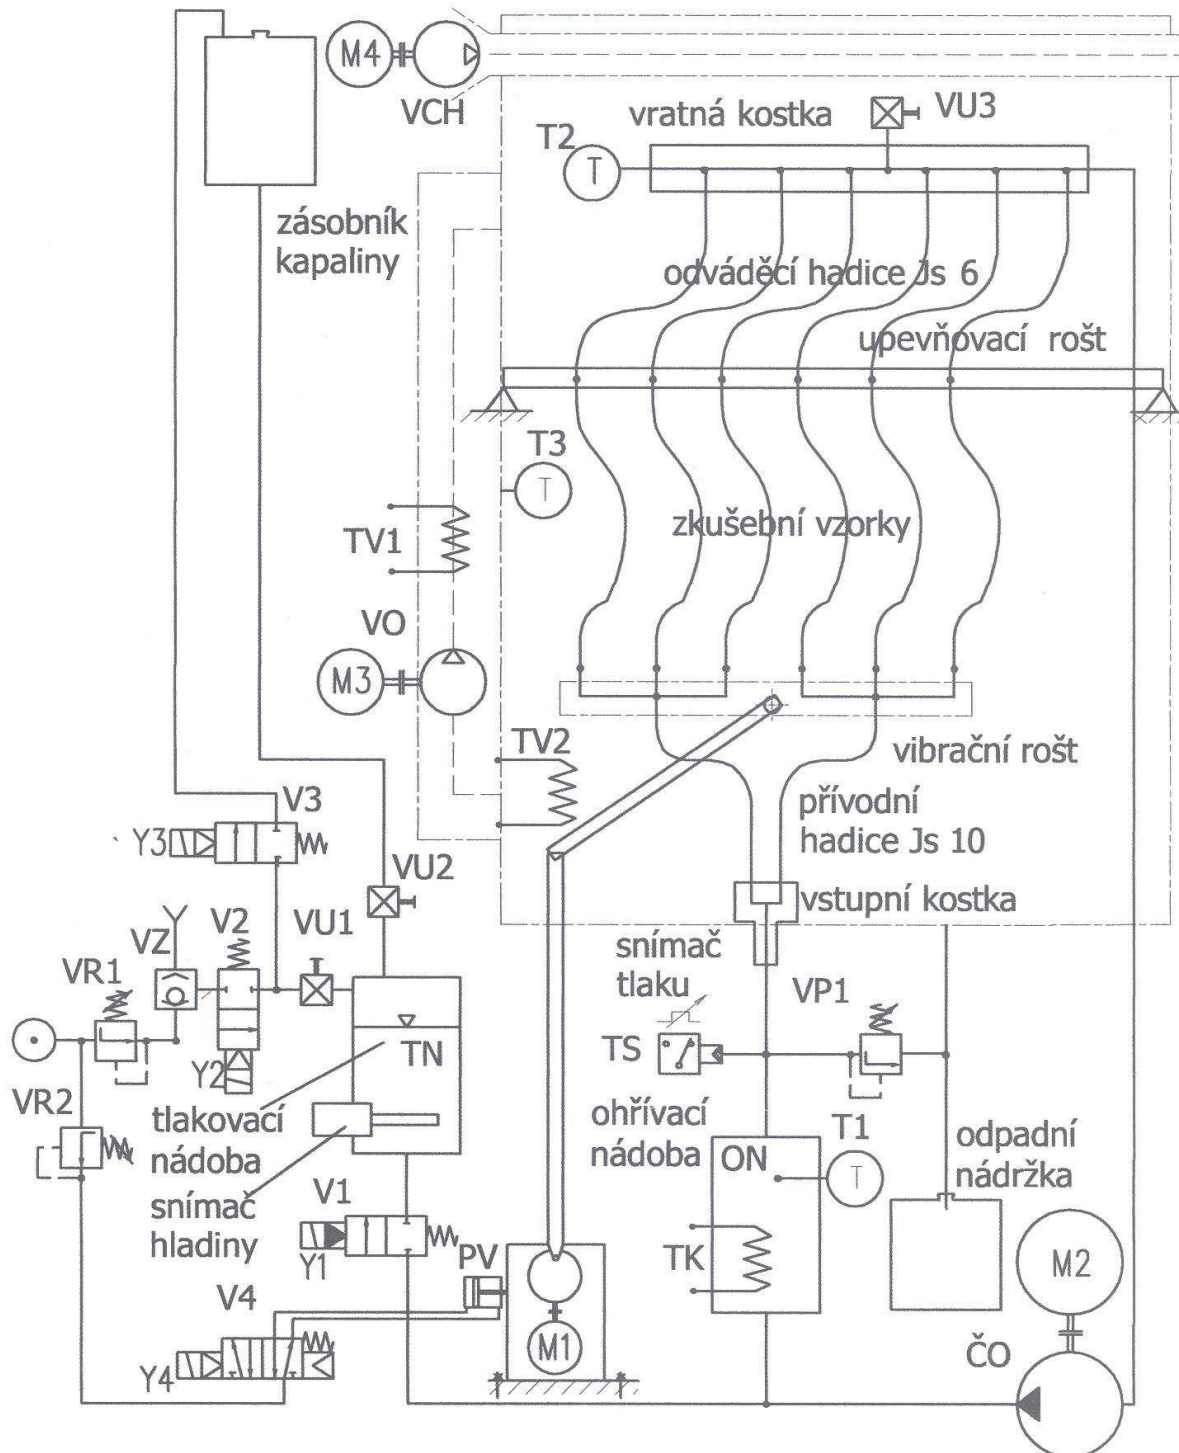 M4
VCH
vratná kostka
VU3
T2
T
zásobník
kapaliny
odváděcí hadice Js 6
upevňovací rošt
T3
T
TV1
zkušební vzorky
VO
M3
TV2
vibrační rošt
V3
přívodní
hadice Js 10
Y3
VU2
vstupní kostka
V2
VU1
VZ
VR1
snímač
tlaku
VP1
TN
TS
Y2
VR2
tlakovací
nádoba
ohřívací
nádoba
T1
ON
T
odpadní
nádržka
V1
snímač
hladiny
Y1
PV
TK
M2
V4
M1
ČO
Y4